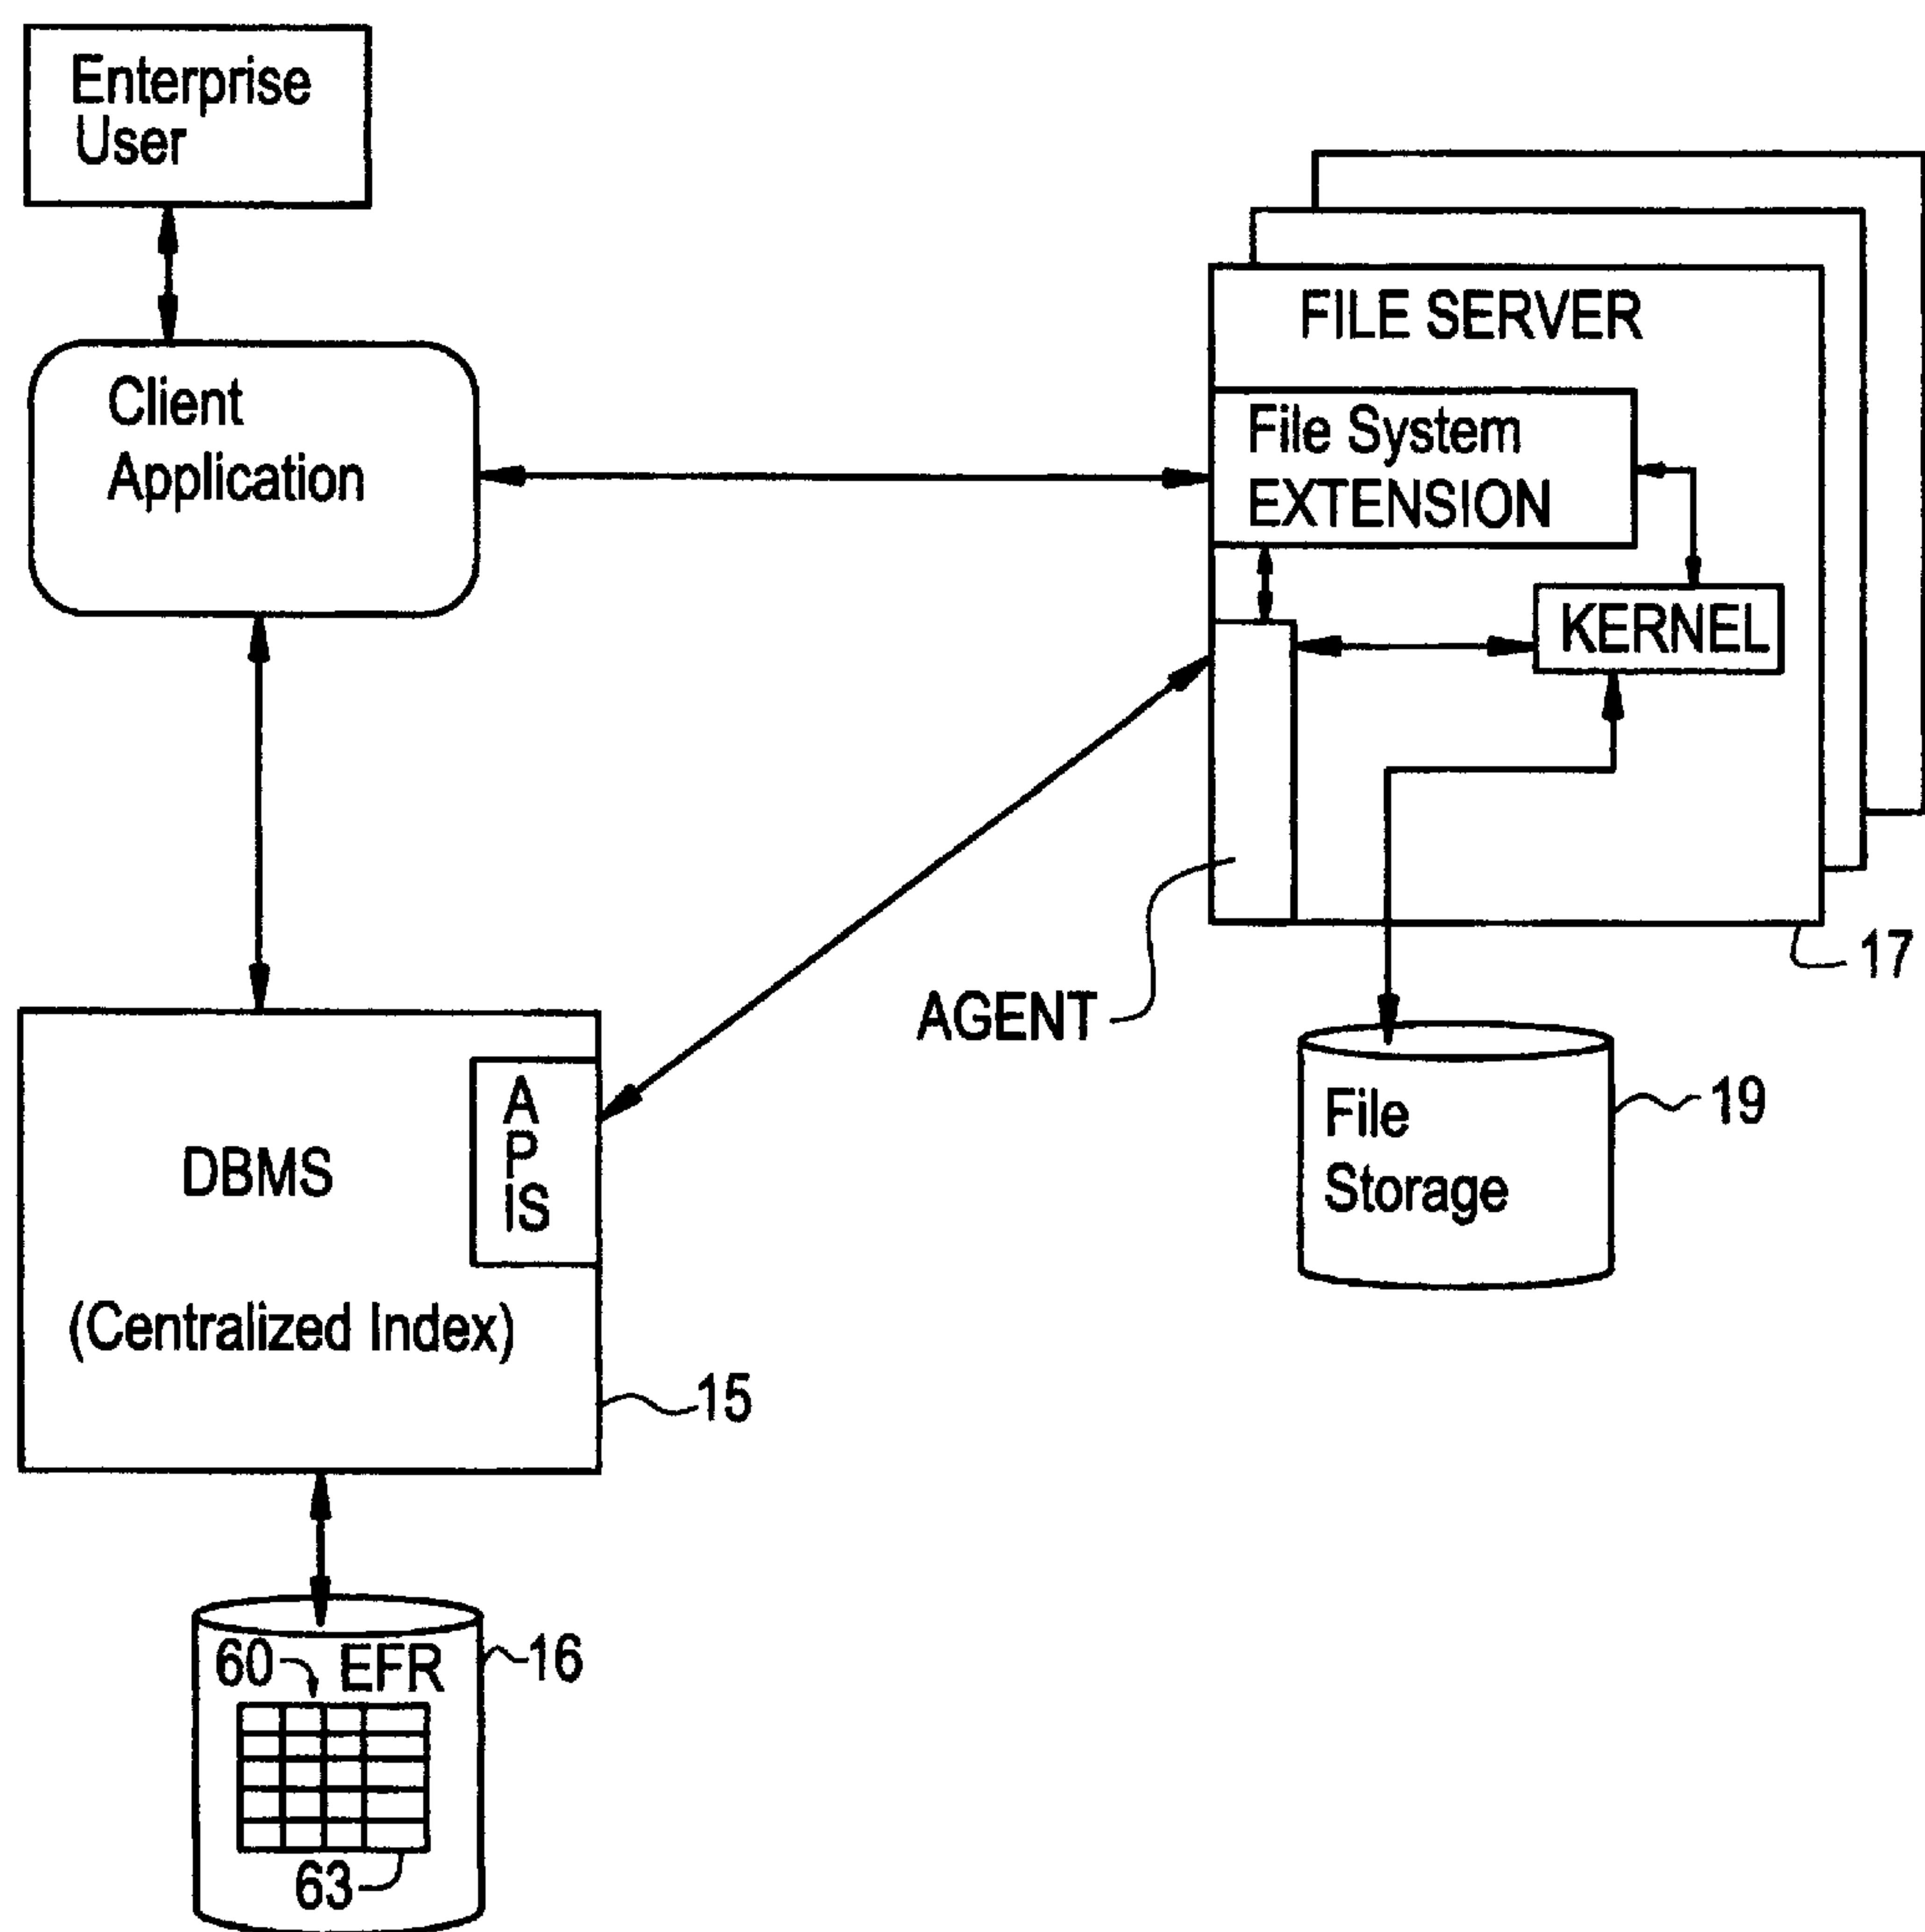 Enterprise
User
Client
Application
FILE SERVER
File System
EXTENSION
KERNEL
AGENT
17
File
Storage
19
DBMS
A
P
IS
(Centralized Index)
15
60
EFR
16
63